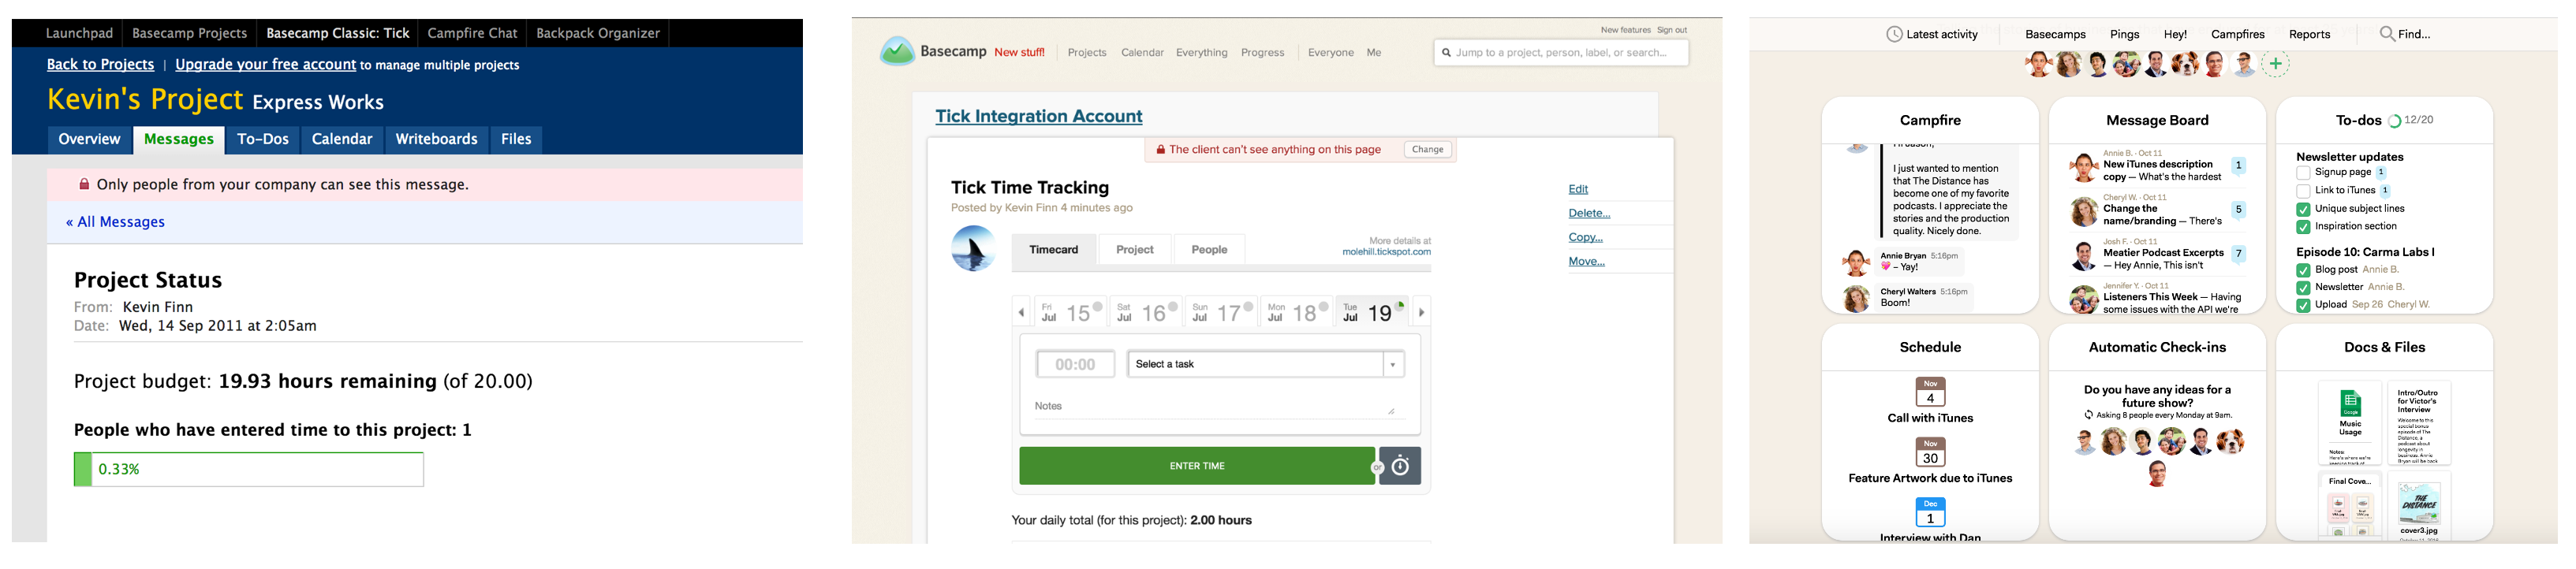 Launchpad Basecamp Projects Basecamp Classic: Tick Campfire Chat Backpack Organizer
Back to Projects | Upgrade your free account to manage multiple projects
Kevin's Project Express Works
Overview Messages To-Dos Calendar Writeboards Files
Only people from your company can see this message.
« All Messages
Project Status
From: Kevin Finn
Date: Wed, 14 Sep 2011 at 2:05am
Project budget: 19.93 hours remaining (of 20.00)
People who have entered time to this project: 1
0.33%
New features Sign out
Basecamp New stuff! Projects Calendar Everything Progress Everyone Me
Jump to a project, person, label, or search...
Tick Integration Account
The client can't see anything on this page Change
Tick Time Tracking
Posted by Kevin Finn 4 minutes ago
Edit
Delete...
Copy...
Move...
Timecard Project People
More details at
molehill.tickspot.com
Fri Jul 15 Sat Jul 16 Sun Jul 17 Mon Jul 18 Tue Jul 19
00:00 Select a task
Notes
ENTER TIME or
Your daily total (for this project): 2.00 hours
Latest activity Basecamps Pings Hey! Campfires Reports Find...
Campfire
I just wanted to mention
that The Distance has
become one of my favorite
podcasts. I appreciate the
stories and the production
quality. Nicely done.
Annie Bryan 5:16pm
– Yay!
Cheryl Walters 5:16pm
Boom!
Message Board
Annie B. · Oct 11
New iTunes description
copy — What's the hardest
1
Cheryl W. · Oct 11
Change the
name/branding — There's
5
Josh F. · Oct 11
Meatier Podcast Excerpts
— Hey Annie, This isn't
7
Jennifer Y. · Oct 11
Listeners This Week — Having
some issues with the API we're
To-dos 12/20
Newsletter updates
Signup page 1
Link to iTunes 1
Unique subject lines
Inspiration section
Episode 10: Carma Labs I
Blog post Annie B.
Newsletter Annie B.
Upload Sep 26 Cheryl W.
Schedule
Nov
4
Call with iTunes
Nov
30
Feature Artwork due to iTunes
Dec
1
Interview with Dan
Automatic Check-ins
Do you have any ideas for a
future show?
Asking 8 people every Monday at 9am.
Docs & Files
Google
Music
Usage
Notes:
Intro/Outro
for Victor's
Interview
Final Cove...
THE
DISTANCE
cover3.jpg